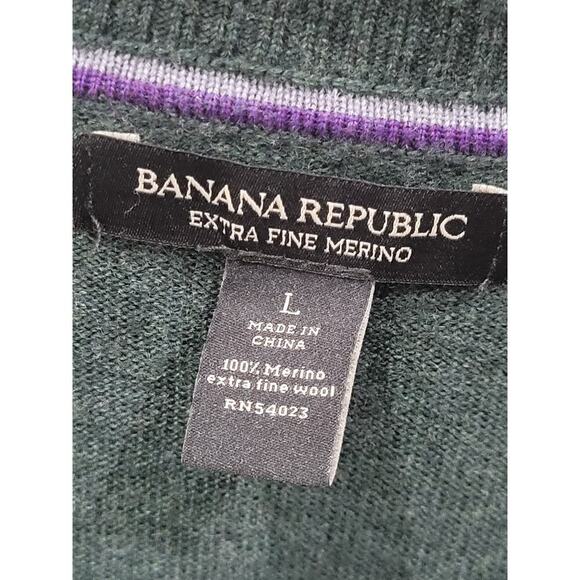 BANANA REPUBLIC
EXTRA FINE MERINO
L
MADE IN
CHINA
100% Merino
extra fine wool
RN54023